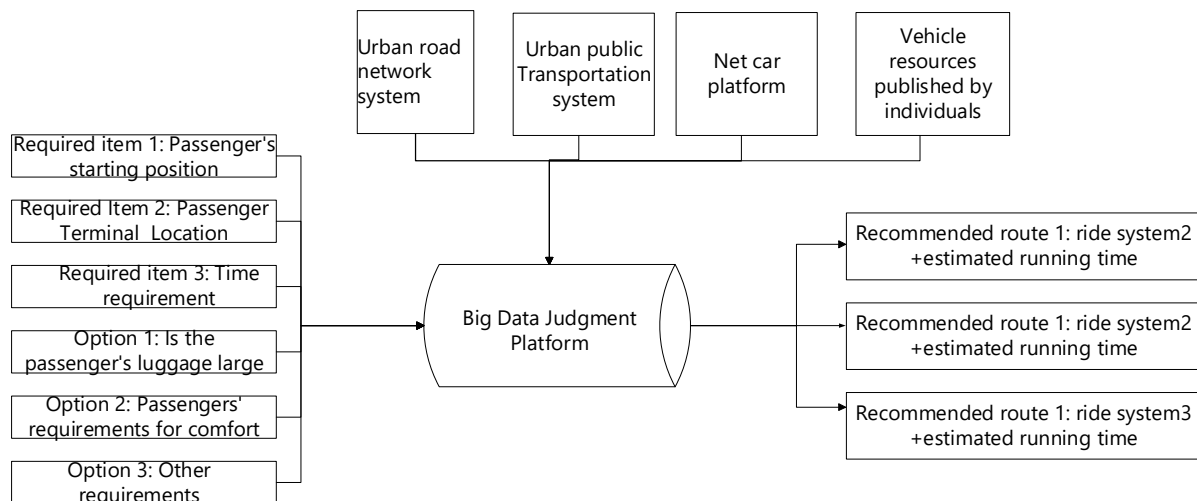 Urban road
network
system
Urban public
Transportation
system
Net car
platform
Vehicle
resources
published by
individuals
Required item 1: Passenger's
starting position
Required Item 2: Passenger
Terminal Location
Required item 3: Time
requirement
Option 1: Is the
passenger's luggage large
Option 2: Passengers'
requirements for comfort
Option 3: Other
requirements
Big Data Judgment
Platform
Recommended route 1: ride system2
+estimated running time
Recommended route 1: ride system2
+estimated running time
Recommended route 1: ride system3
+estimated running time